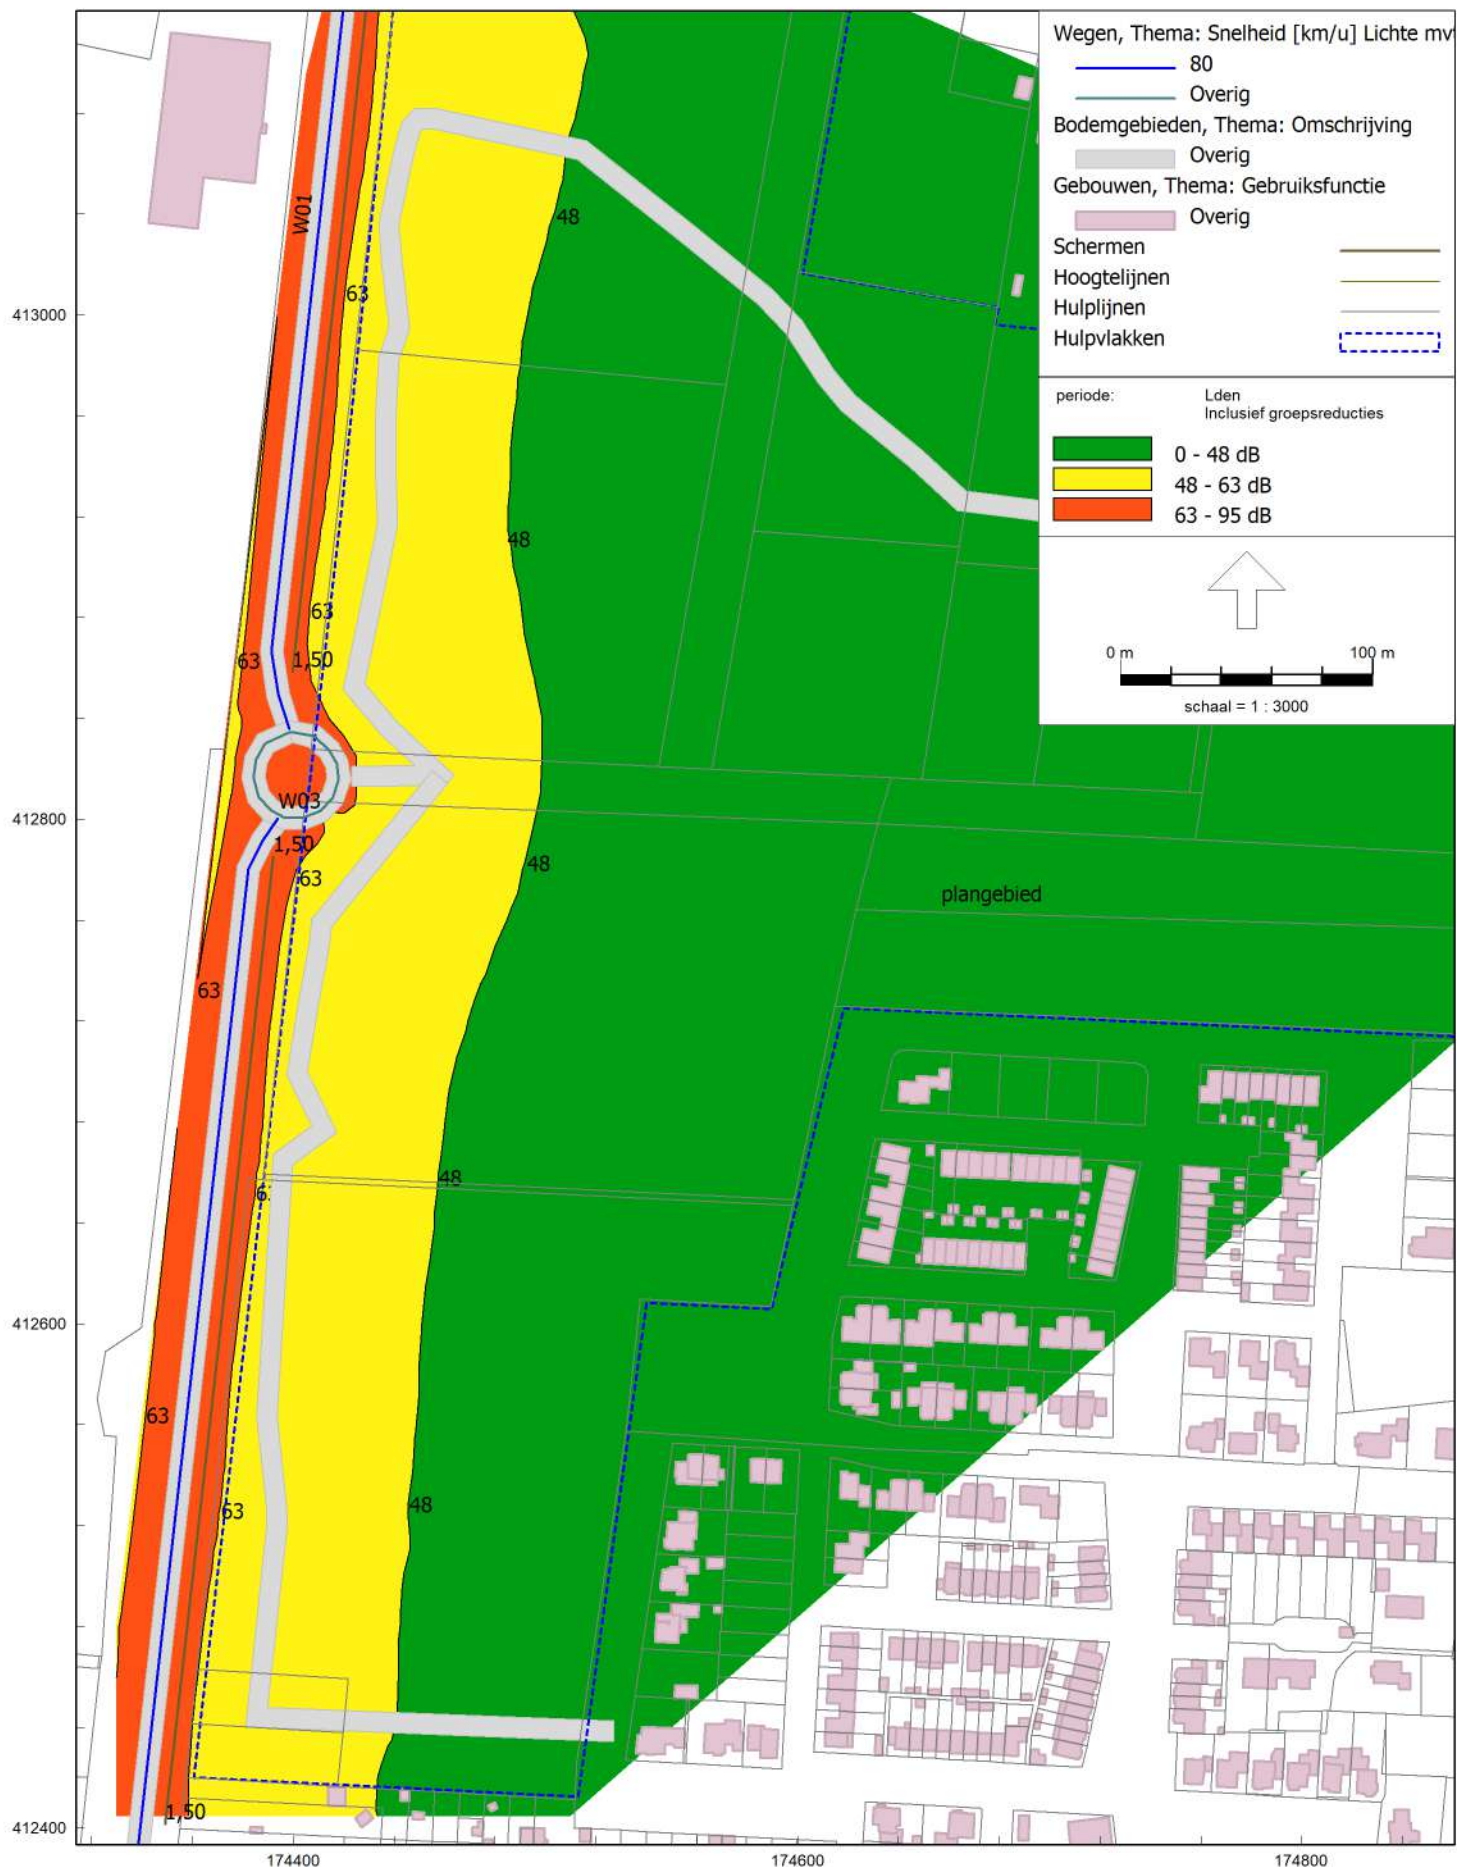 Wegen, Thema: Snelheid [km/u] Lichte mv
80
Overig
Bodemgebieden, Thema: Omschrijving
Overig
Gebouwen, Thema: Gebruiksfunctie
Overig
Schermen
Hoogtelijnen
Hulplijnen
Hulpvlakken
periode:
Lden
Inclusief groepsreducties
0 - 48 dB
48 - 63 dB
63 - 95 dB
0 m
100 m
schaal = 1 : 3000
W01
48
63
413000
48
63
63
1,50
W03
412800
1,50
48
63
plangebied
63
48
412600
63
48
63
1,50
412400
174400
174600
174800